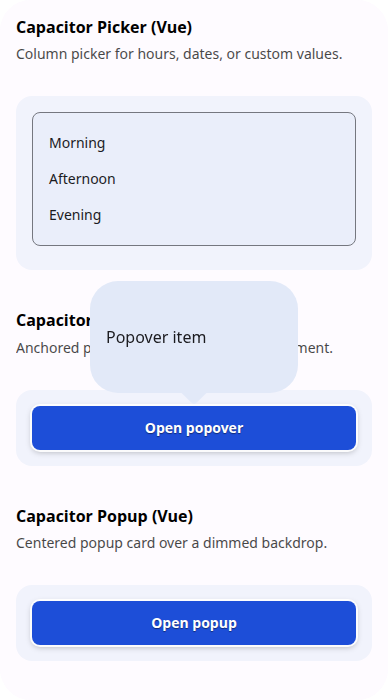 Capacitor Picker (Vue)
Column picker for hours, dates, or custom values.
Morning
Afternoon
Evening
Capacitor
Popover item
Anchored
Open popover
Capacitor Popup (Vue)
Centered popup card over a dimmed backdrop.
Open popup